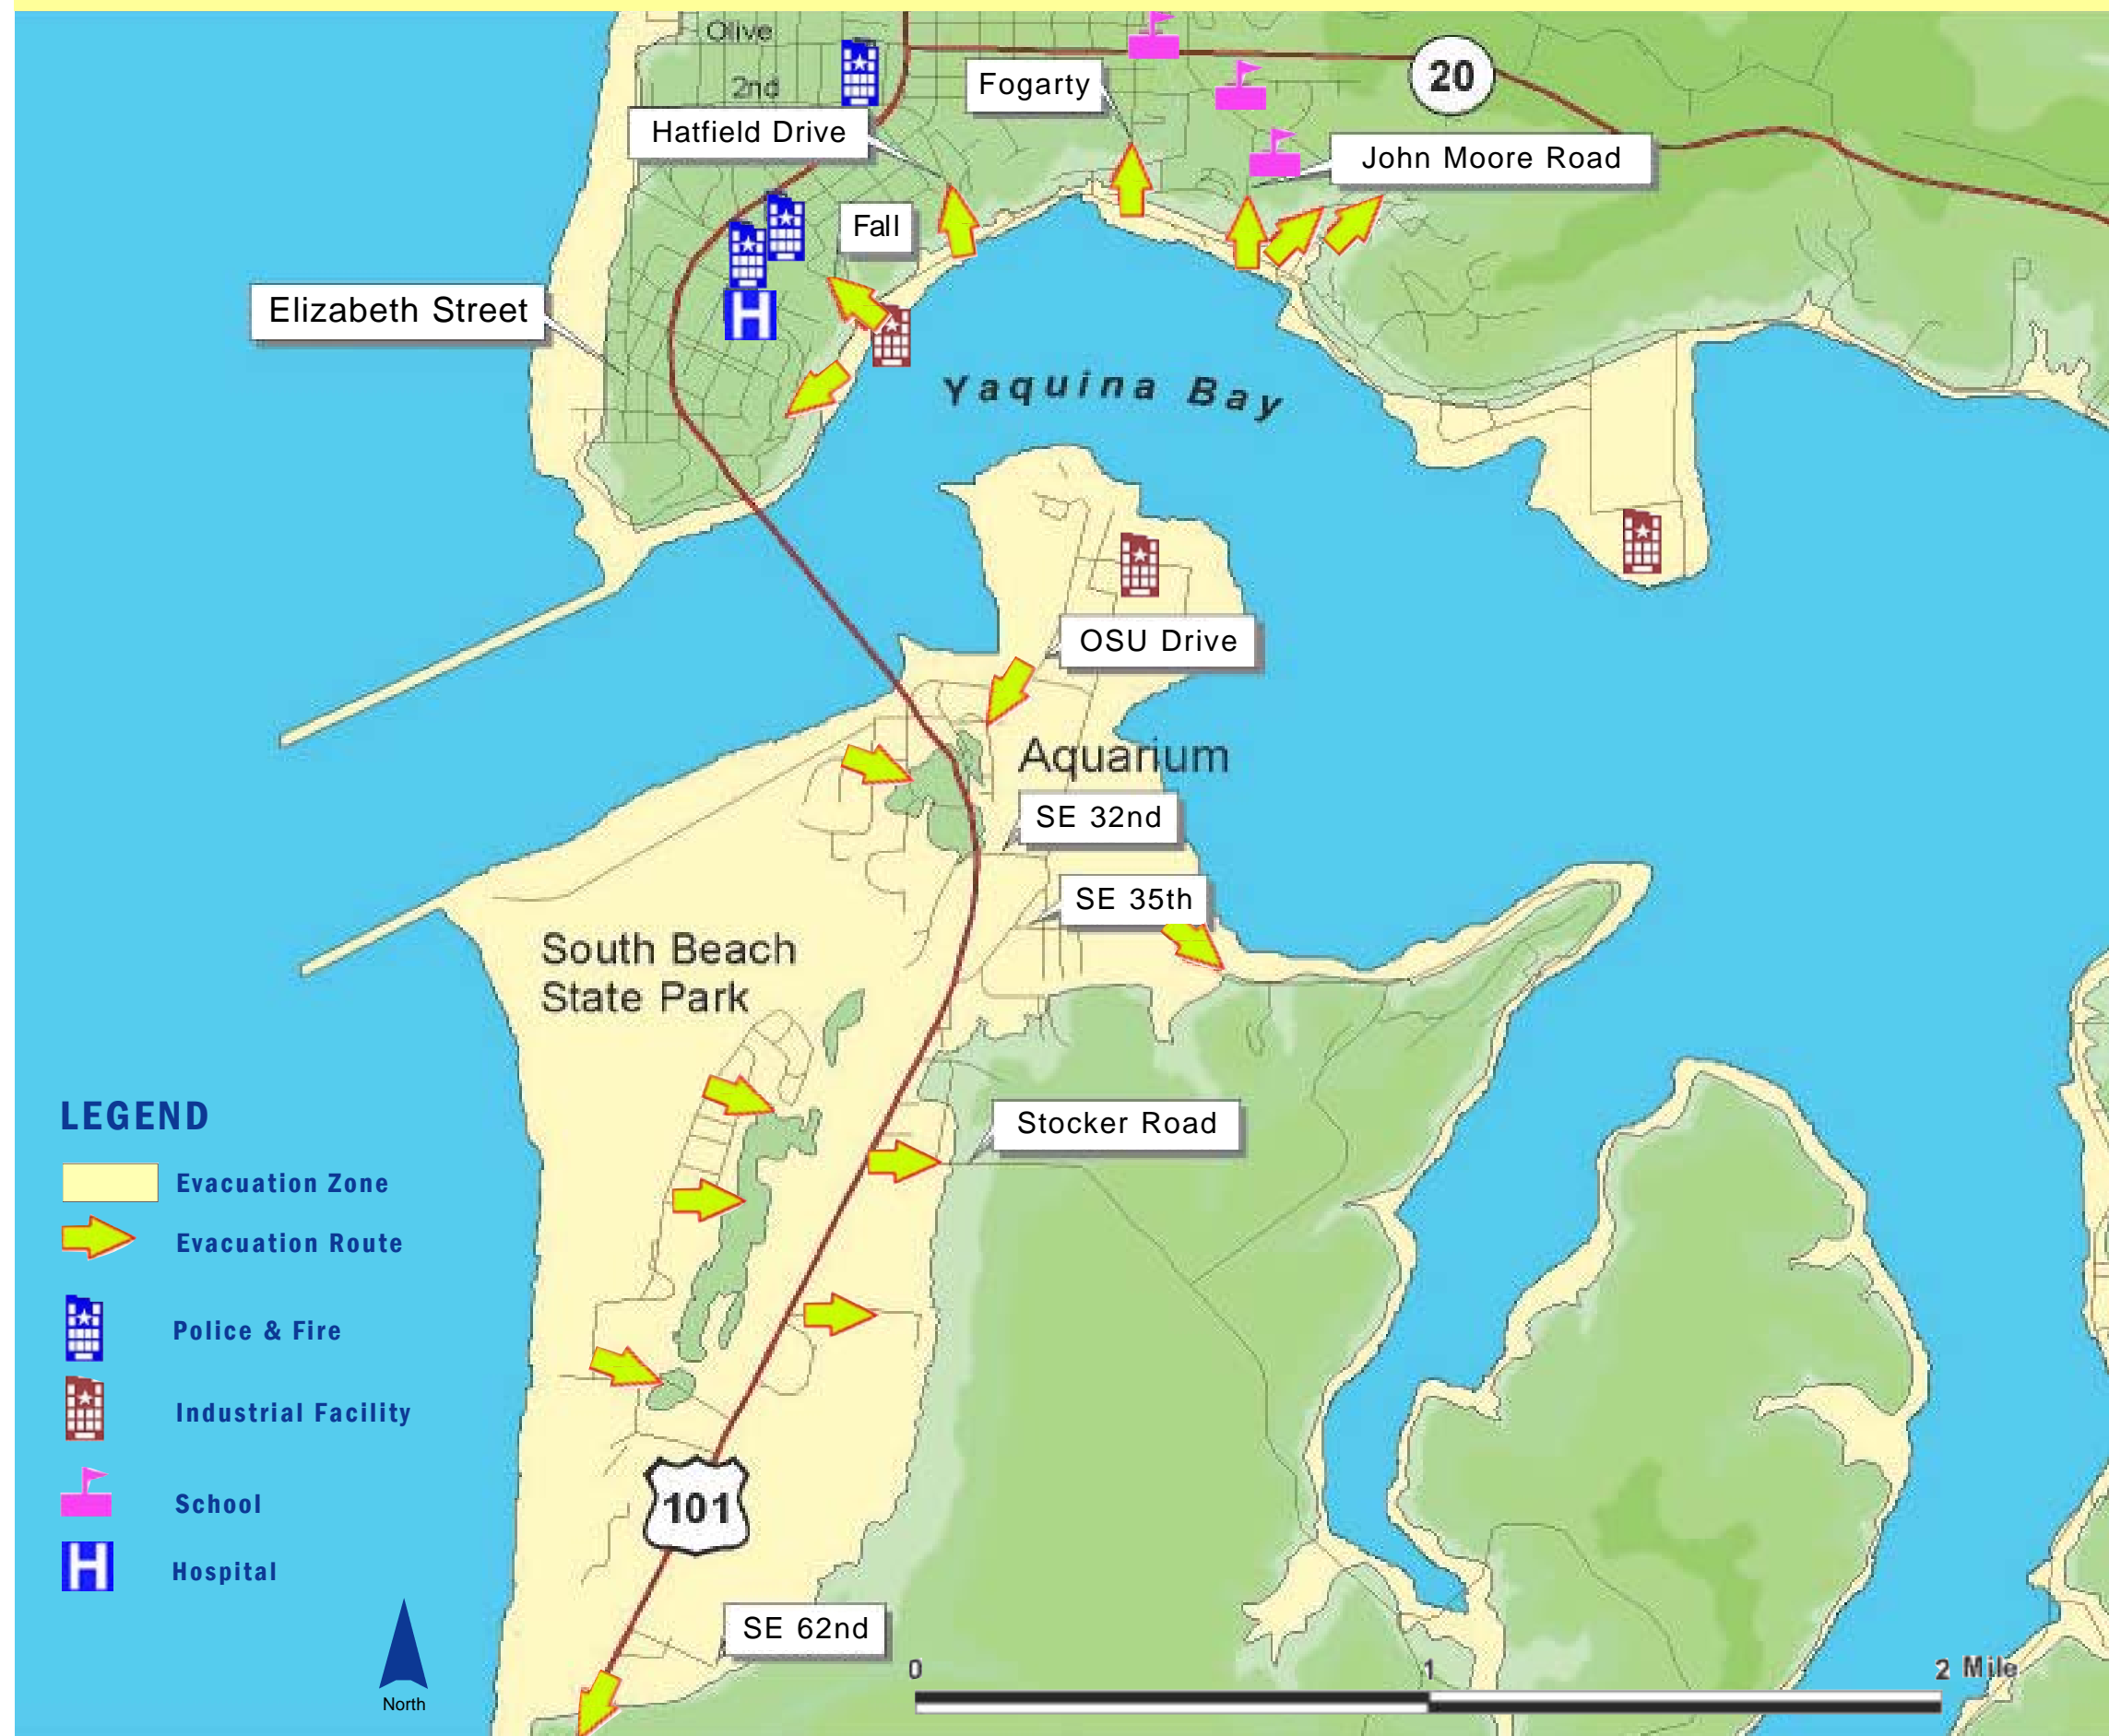 Olive
2nd
Fogarty
20
Hatfield Drive
John Moore Road
Fall
Elizabeth Street
Yaquina Bay
OSU Drive
Aquarium
SE 32nd
SE 35th
South Beach
State Park
LEGEND
Stocker Road
Evacuation Zone
Evacuation Route
Police & Fire
Industrial Facility
101
School
H
Hospital
SE 62nd
North
0 1 2 Mile
H